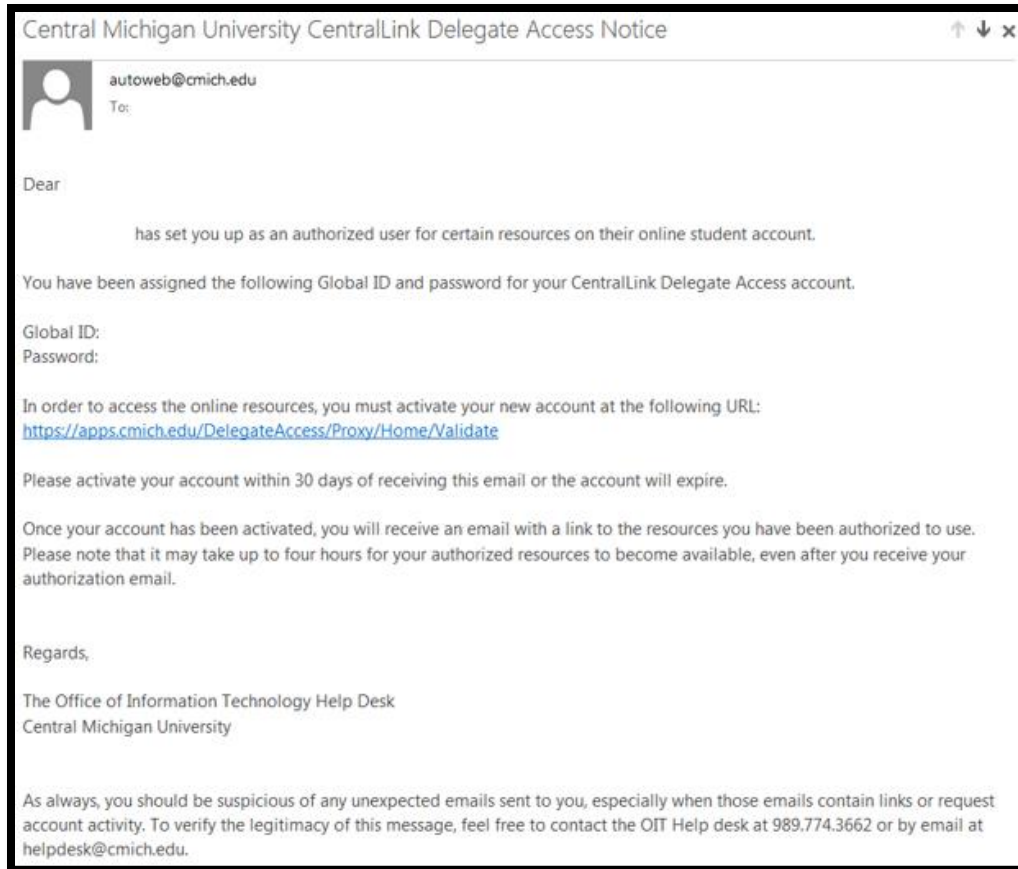 Central Michigan University CentralLink Delegate Access Notice
autoweb@cmich.edu
To:
Dear
has set you up as an authorized user for certain resources on their online student account.
You have been assigned the following Global ID and password for your CentralLink Delegate Access account.
Global ID:
Password:
In order to access the online resources, you must activate your new account at the following URL:
https://apps.cmich.edu/DelegateAccess/Proxy/Home/Validate
Please activate your account within 30 days of receiving this email or the account will expire.
Once your account has been activated, you will receive an email with a link to the resources you have been authorized to use.
Please note that it may take up to four hours for your authorized resources to become available, even after you receive your
authorization email.
Regards,
The Office of Information Technology Help Desk
Central Michigan University
As always, you should be suspicious of any unexpected emails sent to you, especially when those emails contain links or request
account activity. To verify the legitimacy of this message, feel free to contact the OIT Help desk at 989.774.3662 or by email at
helpdesk@cmich.edu.